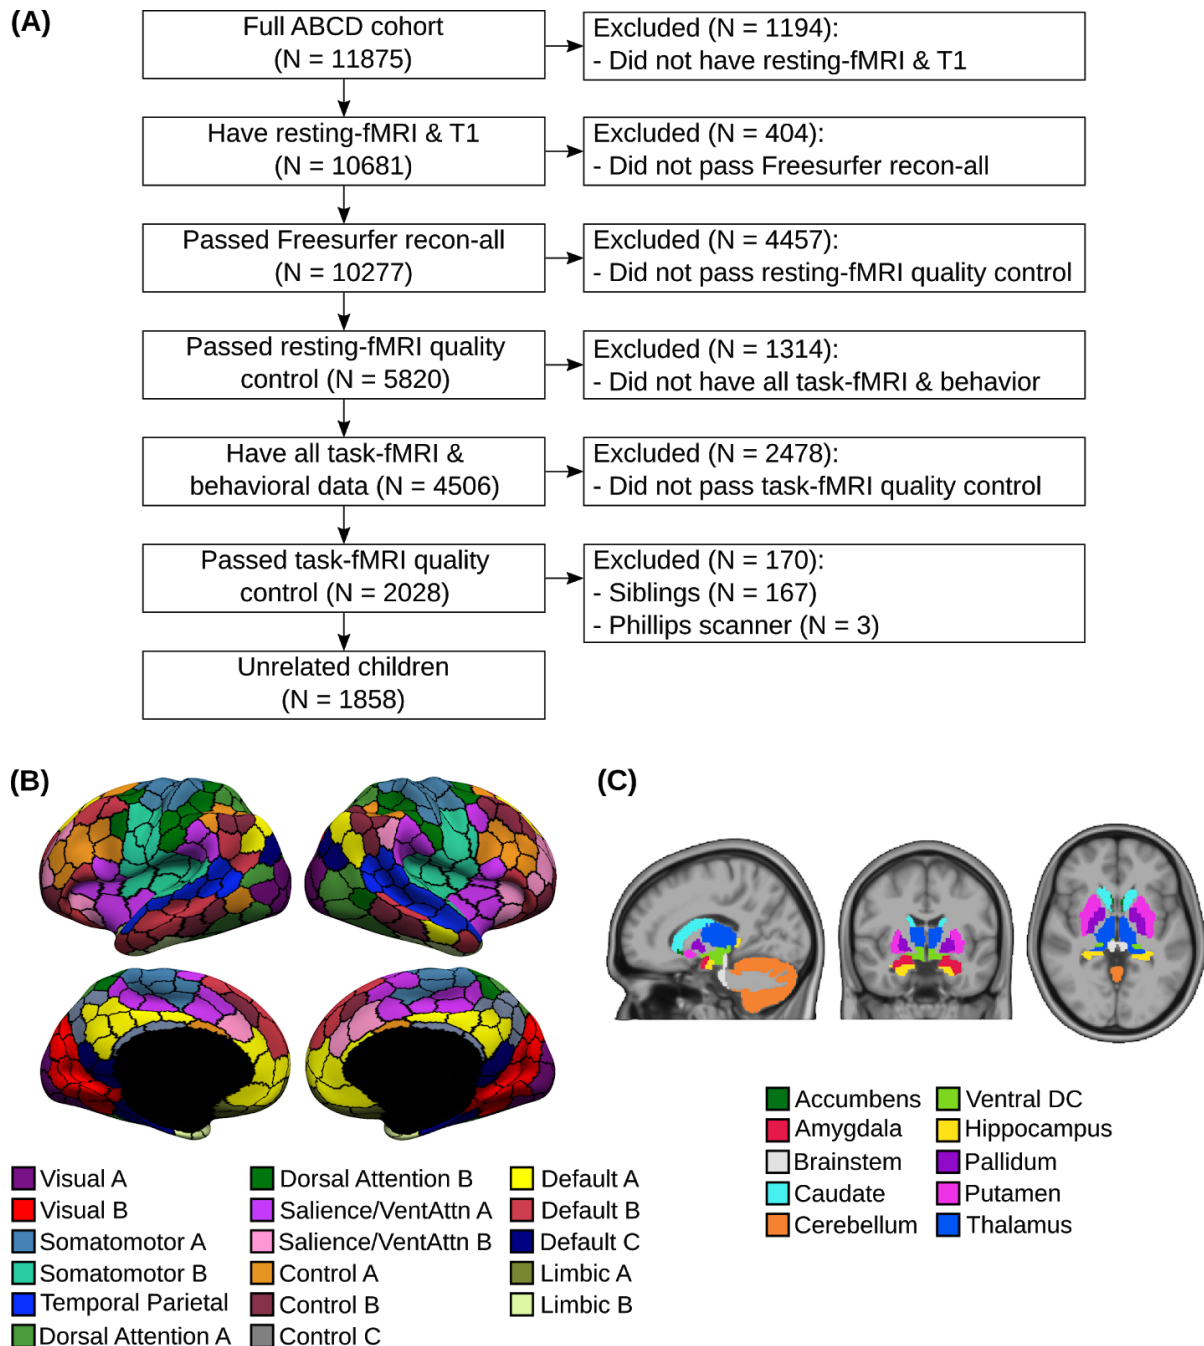 (A)
Full ABCD cohort
(N = 11875)
Excluded (N = 1194):
- Did not have resting-fMRI & T1
Have resting-fMRI & T1
(N = 10681)
Excluded (N = 404):
- Did not pass Freesurfer recon-all
Passed Freesurfer recon-all
(N = 10277)
Excluded (N = 4457):
- Did not pass resting-fMRI quality control
Passed resting-fMRI quality
control (N = 5820)
Excluded (N = 1314):
- Did not have all task-fMRI & behavior
Have all task-fMRI &
behavioral data (N = 4506)
Excluded (N = 2478):
- Did not pass task-fMRI quality control
Passed task-fMRI quality
control (N = 2028)
Excluded (N = 170):
- Siblings (N = 167)
- Phillips scanner (N = 3)
Unrelated children
(N = 1858)
(B)
Visual A
Visual B
Somatomotor A
Somatomotor B
Temporal Parietal
Dorsal Attention A
Dorsal Attention B
Salience/VentAttn A
Salience/VentAttn B
Control A
Control B
Control C
Default A
Default B
Default C
Limbic A
Limbic B
(C)
Accumbens
Amygdala
Brainstem
Caudate
Cerebellum
Ventral DC
Hippocampus
Pallidum
Putamen
Thalamus